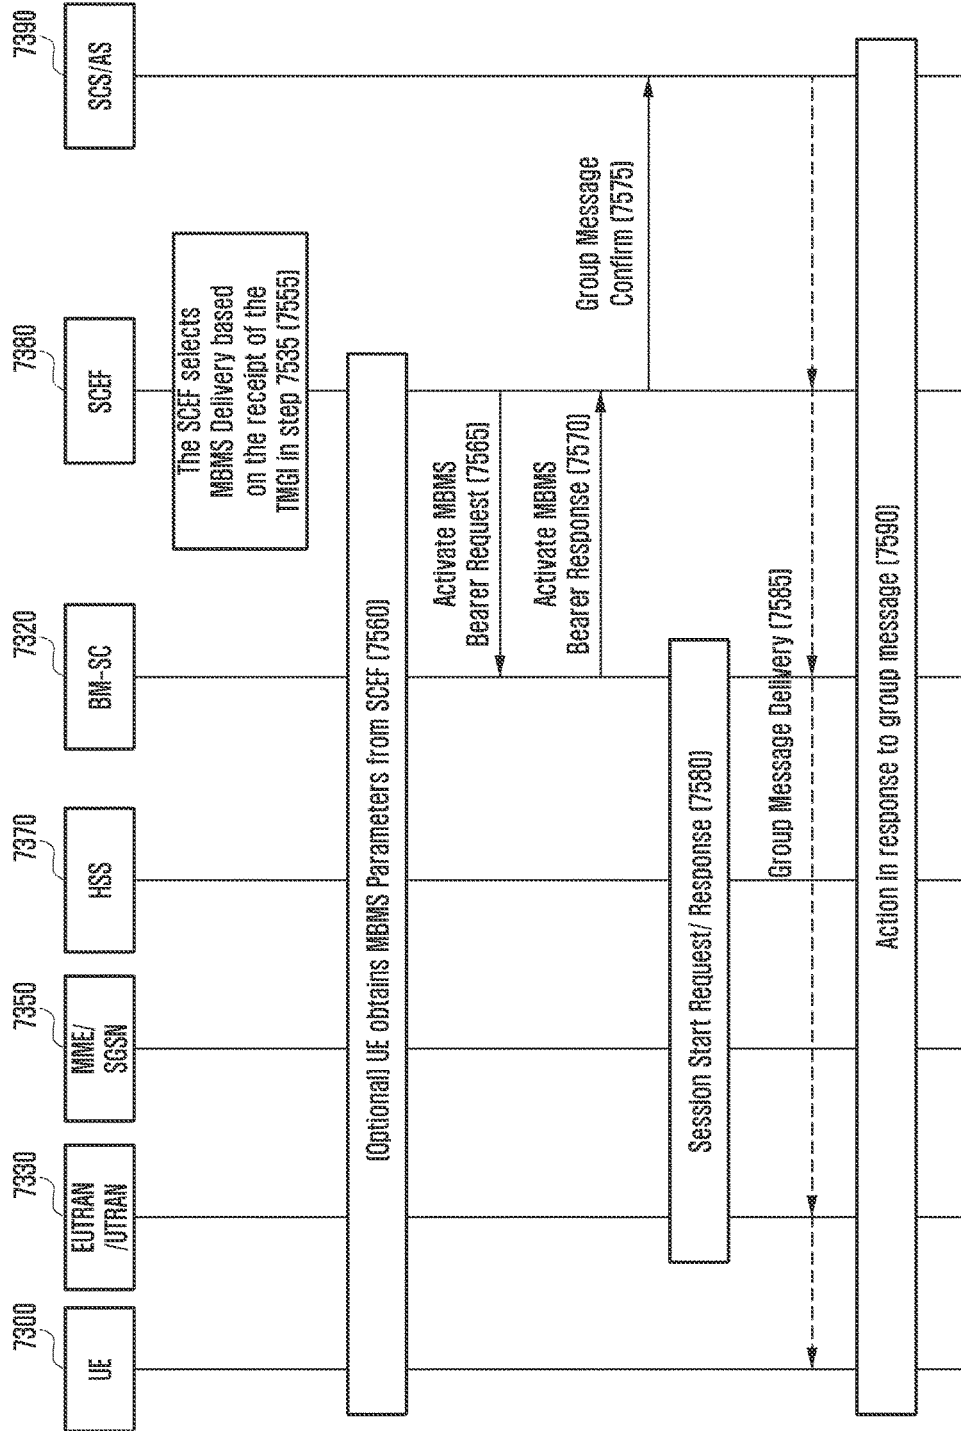 7300
7330
7350
7370
7320
7380
7390
UE
EUTRAN
/UTRAN
MME/
SGSN
HSS
BM-SC
SCEF
SCS/AS
The SCEF selects
MBMS Delivery based
on the receipt of the
TMGI in step 7535 (7555)
(Optional) UE obtains MBMS Parameters from SCEF (7560)
Activate MBMS
Bearer Request (7565)
Activate MBMS
Bearer Response (7570)
Group Message
Confirm (7575)
Session Start Request/ Response (7580)
Group Message Delivery (7585)
Action in response to group message (7590)